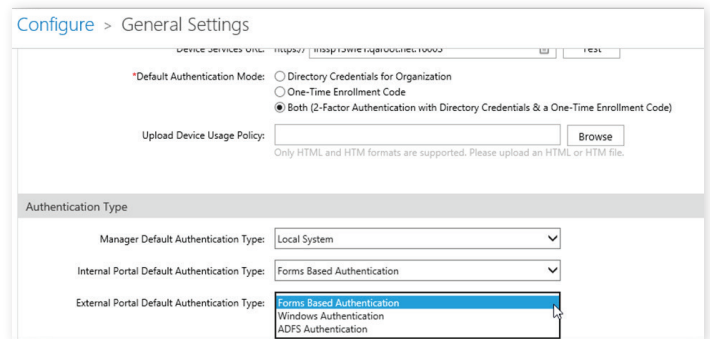 Configure > General Settings
Device Services URL: https://
Test
*Default Authentication Mode: Directory Credentials for Organization
One-Time Enrollment Code
Both (2-Factor Authentication with Directory Credentials & a One-Time Enrollment Code)
Upload Device Usage Policy: Browse
Only HTML and HTM formats are supported. Please upload an HTML or HTM file.
Authentication Type
Manager Default Authentication Type: Local System
Internal Portal Default Authentication Type: Forms Based Authentication
External Portal Default Authentication Type: Forms Based Authentication
Windows Authentication
ADFS Authentication